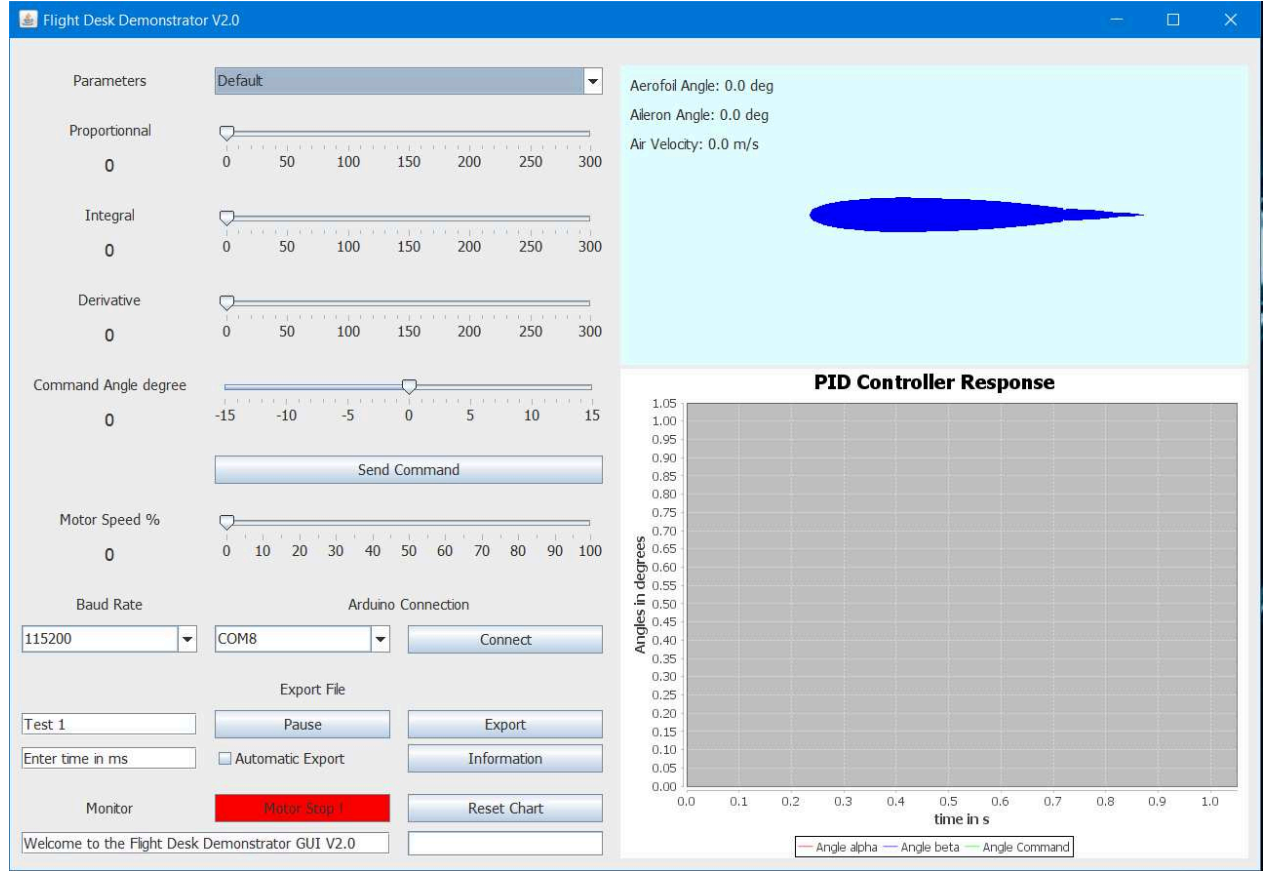 Flight Desk Demonstrator V2.0
Parameters
Default
Proportionnal
0
0 50 100 150 200 250 300
Integral
0
0 50 100 150 200 250 300
Derivative
0
0 50 100 150 200 250 300
Command Angle degree
0
-15 -10 -5 0 5 10 15
Send Command
Motor Speed %
0
0 10 20 30 40 50 60 70 80 90 100
Baud Rate
Arduino Connection
115200
COM8
Connect
Export File
Test 1
Pause
Export
Enter time in ms
Automatic Export
Information
Monitor
Motor Stop !
Reset Chart
Welcome to the Flight Desk Demonstrator GUI V2.0
Aerofoil Angle: 0.0 deg
Aileron Angle: 0.0 deg
Air Velocity: 0.0 m/s
PID Controller Response
Angles in degrees
1.05
1.00
0.95
0.90
0.85
0.80
0.75
0.70
0.65
0.60
0.55
0.50
0.45
0.40
0.35
0.30
0.25
0.20
0.15
0.10
0.05
0.00
0.0 0.1 0.2 0.3 0.4 0.5 0.6 0.7 0.8 0.9 1.0
time in s
Angle alpha Angle beta Angle Command